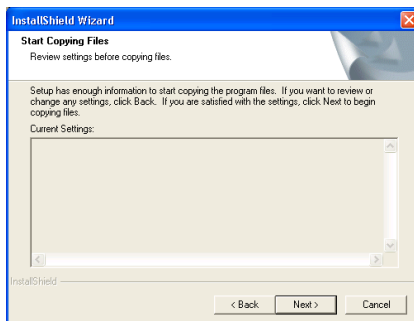 InstallShield Wizard
Start Copying Files
Review settings before copying files.
Setup has enough information to start copying the program files. If you want to review or
change any settings, click Back. If you are satisfied with the settings, click Next to begin
copying files.
Current Settings:
InstallShield
< Back Next > Cancel